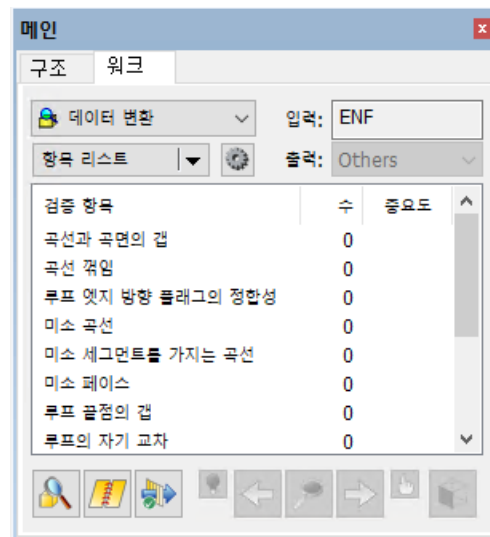 메인
구조 워크
데이터 변환 입력: ENF
항목 리스트 출력: Others
검증 항목 수 중요도
곡선과 곡면의 갭 0
곡선 꺾임 0
루프 엣지 방향 플래그의 정합성 0
미소 곡선 0
미소 세그먼트를 가지는 곡선 0
미소 페이스 0
루프 끝점의 갭 0
루프의 자기 교차 0